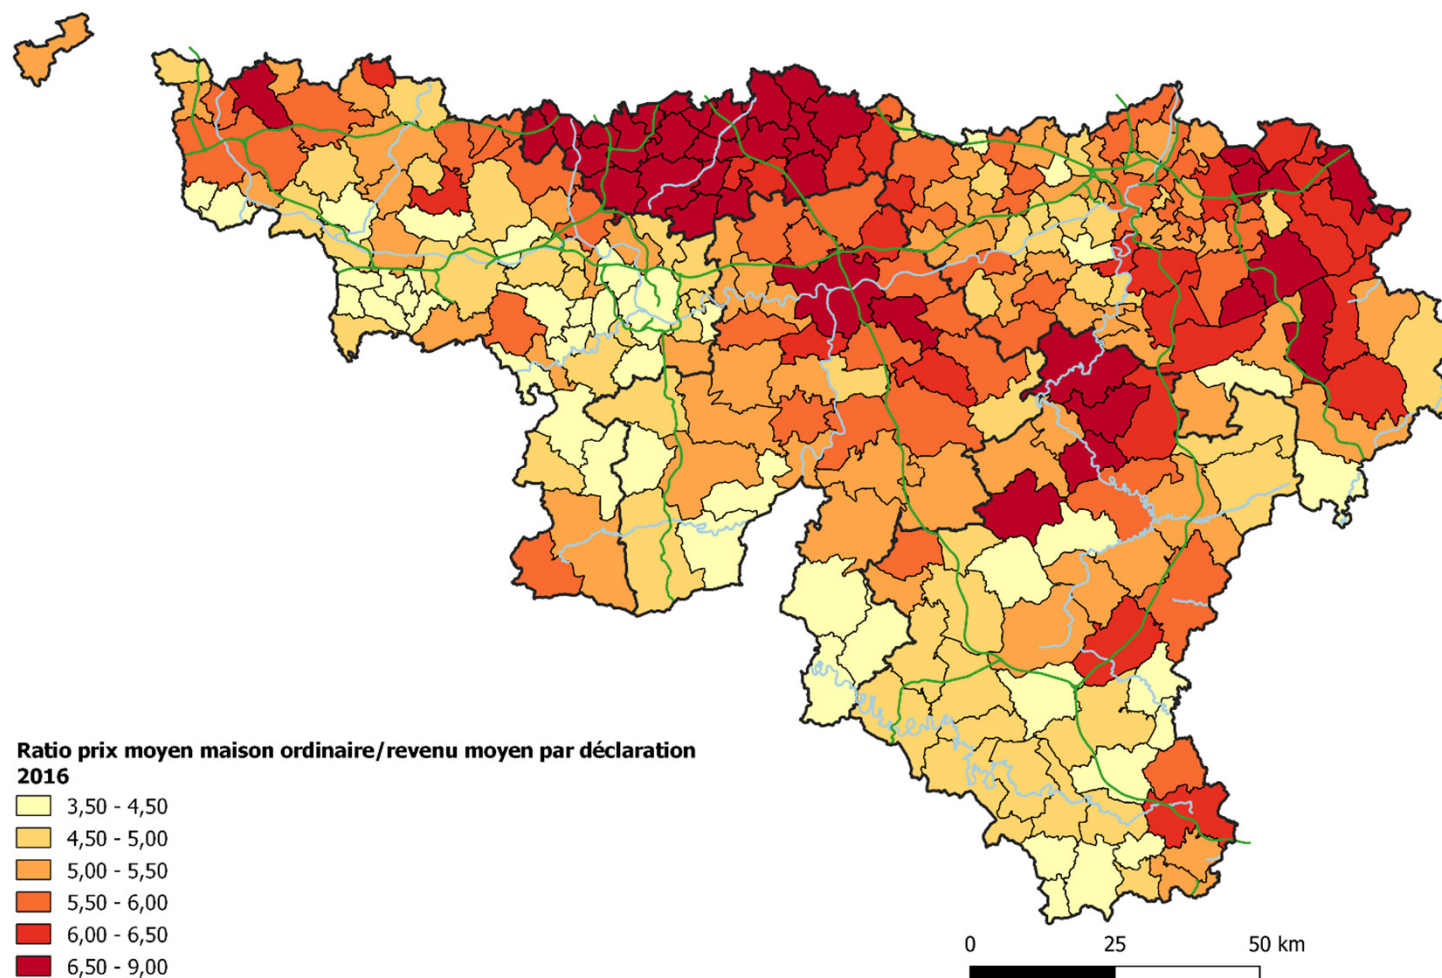 Ratio prix moyen maison ordinaire/revenu moyen par déclaration
2016
3,50 - 4,50
4,50 - 5,00
5,00 - 5,50
5,50 - 6,00
6,00 - 6,50
6,50 - 9,00
0 25 50 km